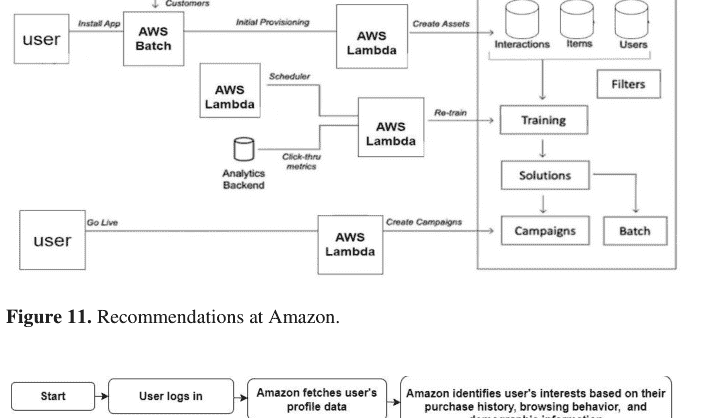 Customers
user
Install App
AWS
Batch
Initial Provisioning
AWS
Lambda
Create Assets
Interactions
Items
Users
Filters
AWS
Lambda
Scheduler
AWS
Lambda
Re-train
Training
Click-thru
metrics
Analytics
Backend
Solutions
user
Go Live
AWS
Lambda
Create Campaigns
Campaigns
Batch
Figure 11. Recommendations at Amazon.
Start
User logs in
Amazon fetches user's
profile data
Amazon identifies user's interests based on their
purchase history, browsing behavior, and
demographic information